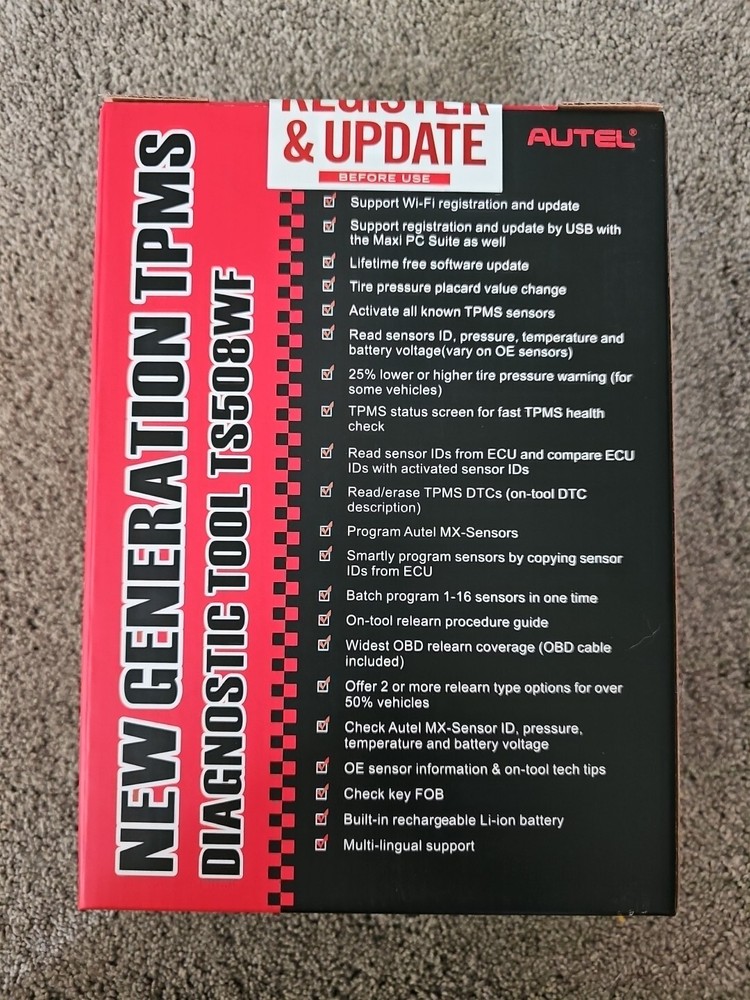 REGISTER
& UPDATE
BEFORE USE
AUTEL®
NEW GENERATION TPMS
DIAGNOSTIC TOOL TS508WF
Support Wi-Fi registration and update
Support registration and update by USB with
the Maxi PC Suite as well
Lifetime free software update
Tire pressure placard value change
Activate all known TPMS sensors
Read sensors ID, pressure, temperature and
battery voltage(vary on OE sensors)
25% lower or higher tire pressure warning (for
some vehicles)
TPMS status screen for fast TPMS health
check
Read sensor IDs from ECU and compare ECU
IDs with activated sensor IDs
Read/erase TPMS DTCs (on-tool DTC
description)
Program Autel MX-Sensors
Smartly program sensors by copying sensor
IDs from ECU
Batch program 1-16 sensors in one time
On-tool relearn procedure guide
Widest OBD relearn coverage (OBD cable
included)
Offer 2 or more relearn type options for over
50% vehicles
Check Autel MX-Sensor ID, pressure,
temperature and battery voltage
OE sensor information & on-tool tech tips
Check key FOB
Built-in rechargeable Li-ion battery
Multi-lingual support